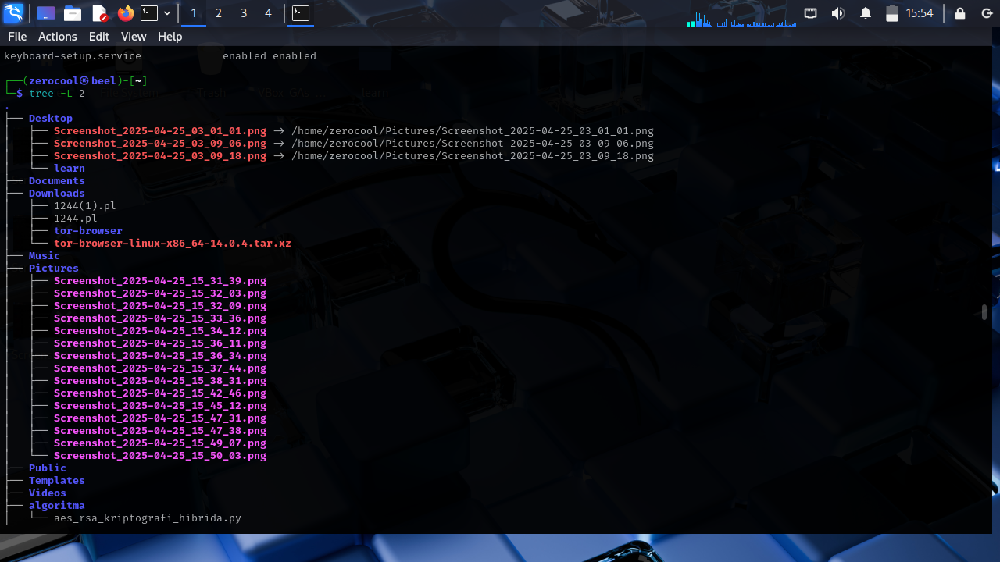 1 2 3 4 15:54
File Actions Edit View Help
keyboard-setup.service enabled enabled
┌──(zerocool㉿beel)-[~]
└─$ tree -L 2
.
├── Desktop
│   ├── Screenshot_2025-04-25_03_01_01.png -> /home/zerocool/Pictures/Screenshot_2025-04-25_03_01_01.png
│   ├── Screenshot_2025-04-25_03_09_06.png -> /home/zerocool/Pictures/Screenshot_2025-04-25_03_09_06.png
│   ├── Screenshot_2025-04-25_03_09_18.png -> /home/zerocool/Pictures/Screenshot_2025-04-25_03_09_18.png
│   └── learn
├── Documents
├── Downloads
│   ├── 1244(1).pl
│   ├── 1244.pl
│   ├── tor-browser
│   └── tor-browser-linux-x86_64-14.0.4.tar.xz
├── Music
├── Pictures
│   ├── Screenshot_2025-04-25_15_31_39.png
│   ├── Screenshot_2025-04-25_15_32_03.png
│   ├── Screenshot_2025-04-25_15_32_09.png
│   ├── Screenshot_2025-04-25_15_33_36.png
│   ├── Screenshot_2025-04-25_15_34_12.png
│   ├── Screenshot_2025-04-25_15_36_11.png
│   ├── Screenshot_2025-04-25_15_36_34.png
│   ├── Screenshot_2025-04-25_15_37_44.png
│   ├── Screenshot_2025-04-25_15_38_31.png
│   ├── Screenshot_2025-04-25_15_42_46.png
│   ├── Screenshot_2025-04-25_15_45_12.png
│   ├── Screenshot_2025-04-25_15_47_31.png
│   ├── Screenshot_2025-04-25_15_47_38.png
│   ├── Screenshot_2025-04-25_15_49_07.png
│   └── Screenshot_2025-04-25_15_50_03.png
├── Public
├── Templates
├── Videos
├── algoritma
│   └── aes_rsa_kriptografi_hibrida.py